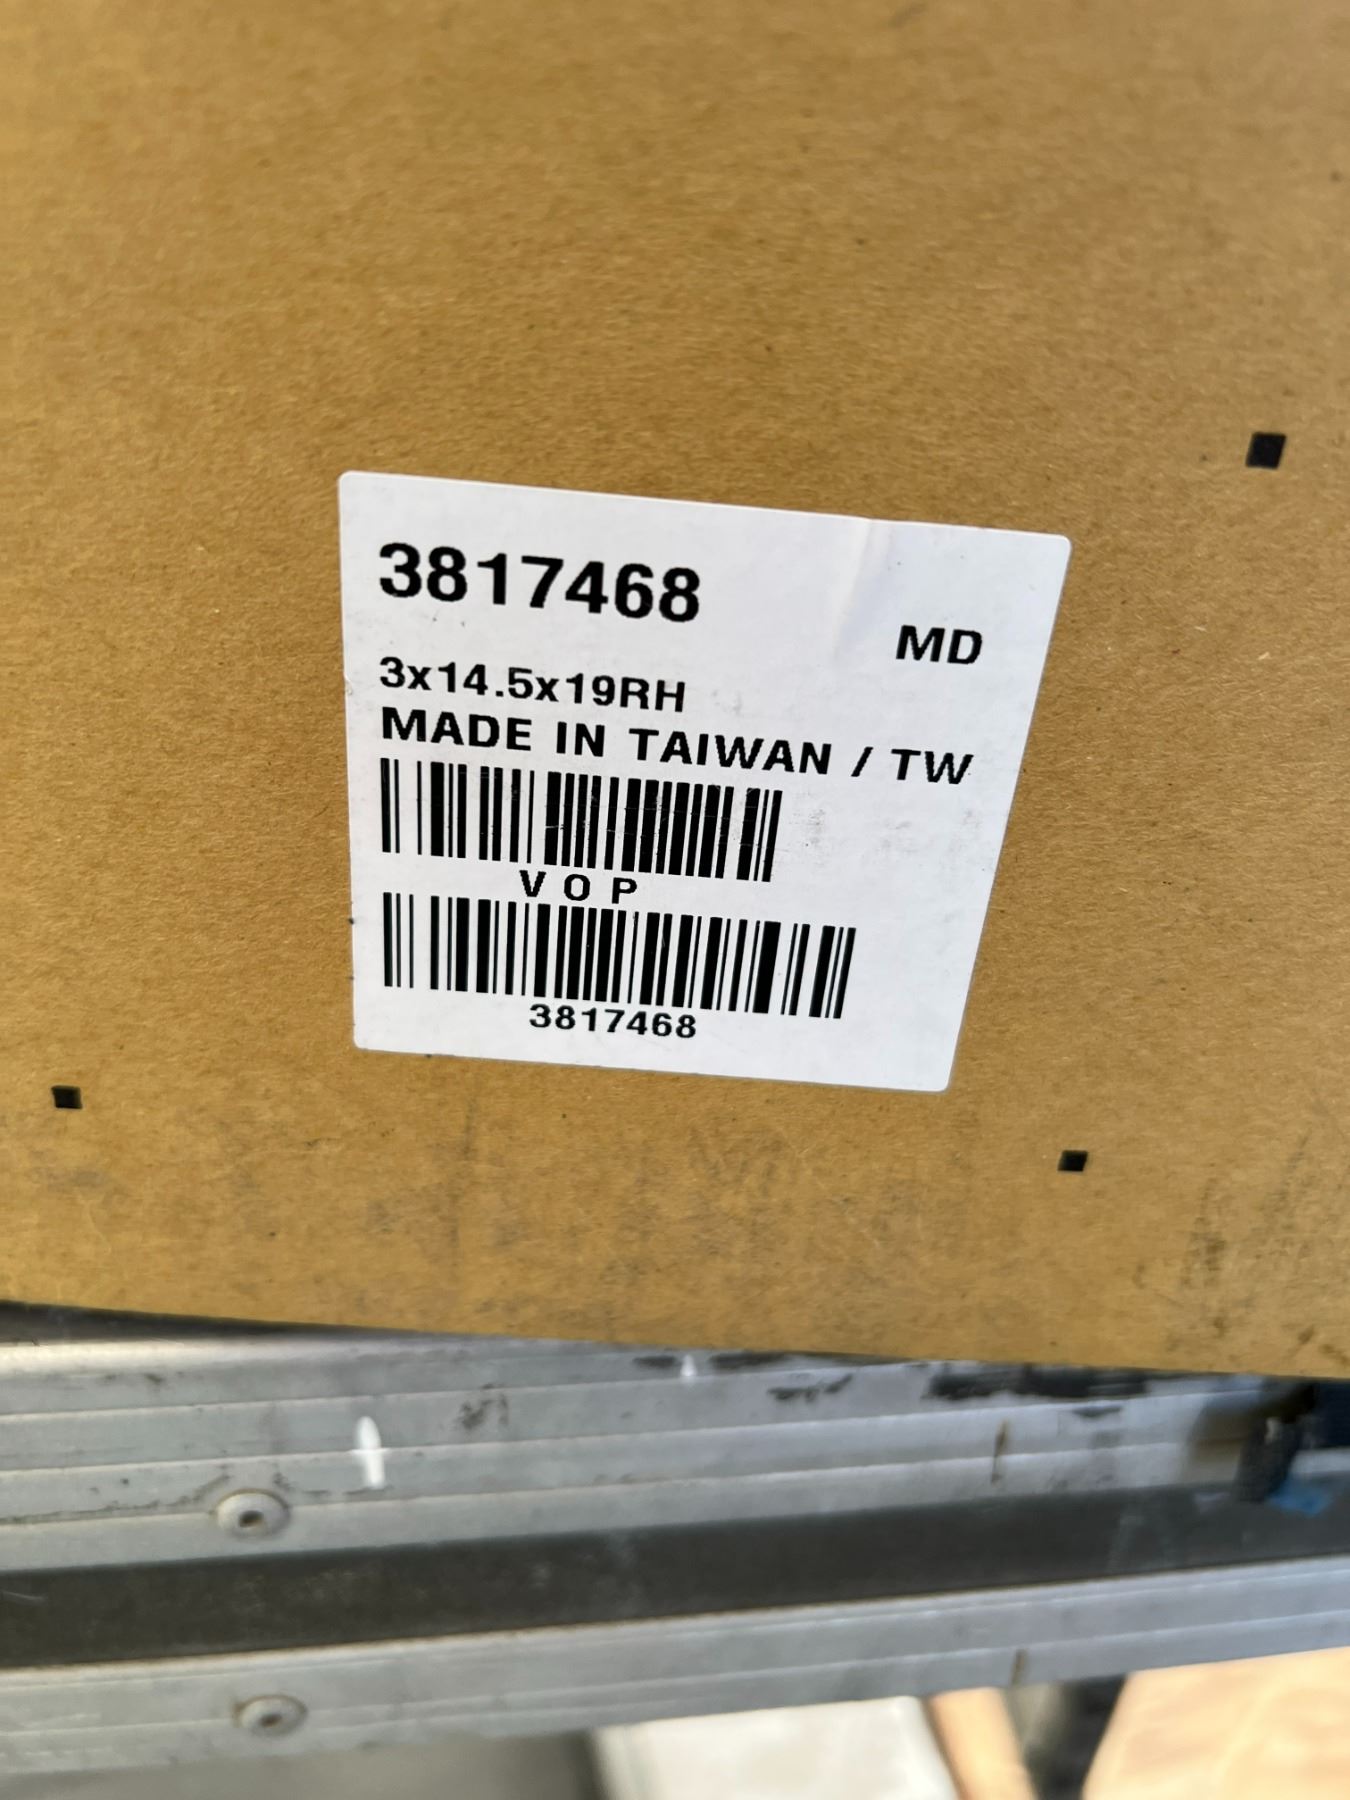 3817468
MD
3x14.5x19RH
MADE IN TAIWAN / TW
V O P
3817468